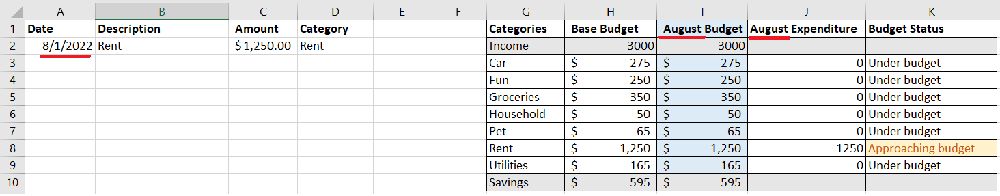 A B C D E F G H I J K
1 Date Description Amount Category Categories Base Budget August Budget August Expenditure Budget Status
2 8/1/2022 Rent $1,250.00 Rent Income 3000 3000
3 Car $ 275 $ 275 0 Under budget
4 Fun $ 250 $ 250 0 Under budget
5 Groceries $ 350 $ 350 0 Under budget
6 Household $ 50 $ 50 0 Under budget
7 Pet $ 65 $ 65 0 Under budget
8 Rent $ 1,250 $ 1,250 1250 Approaching budget
9 Utilities $ 165 $ 165 0 Under budget
10 Savings $ 595 $ 595